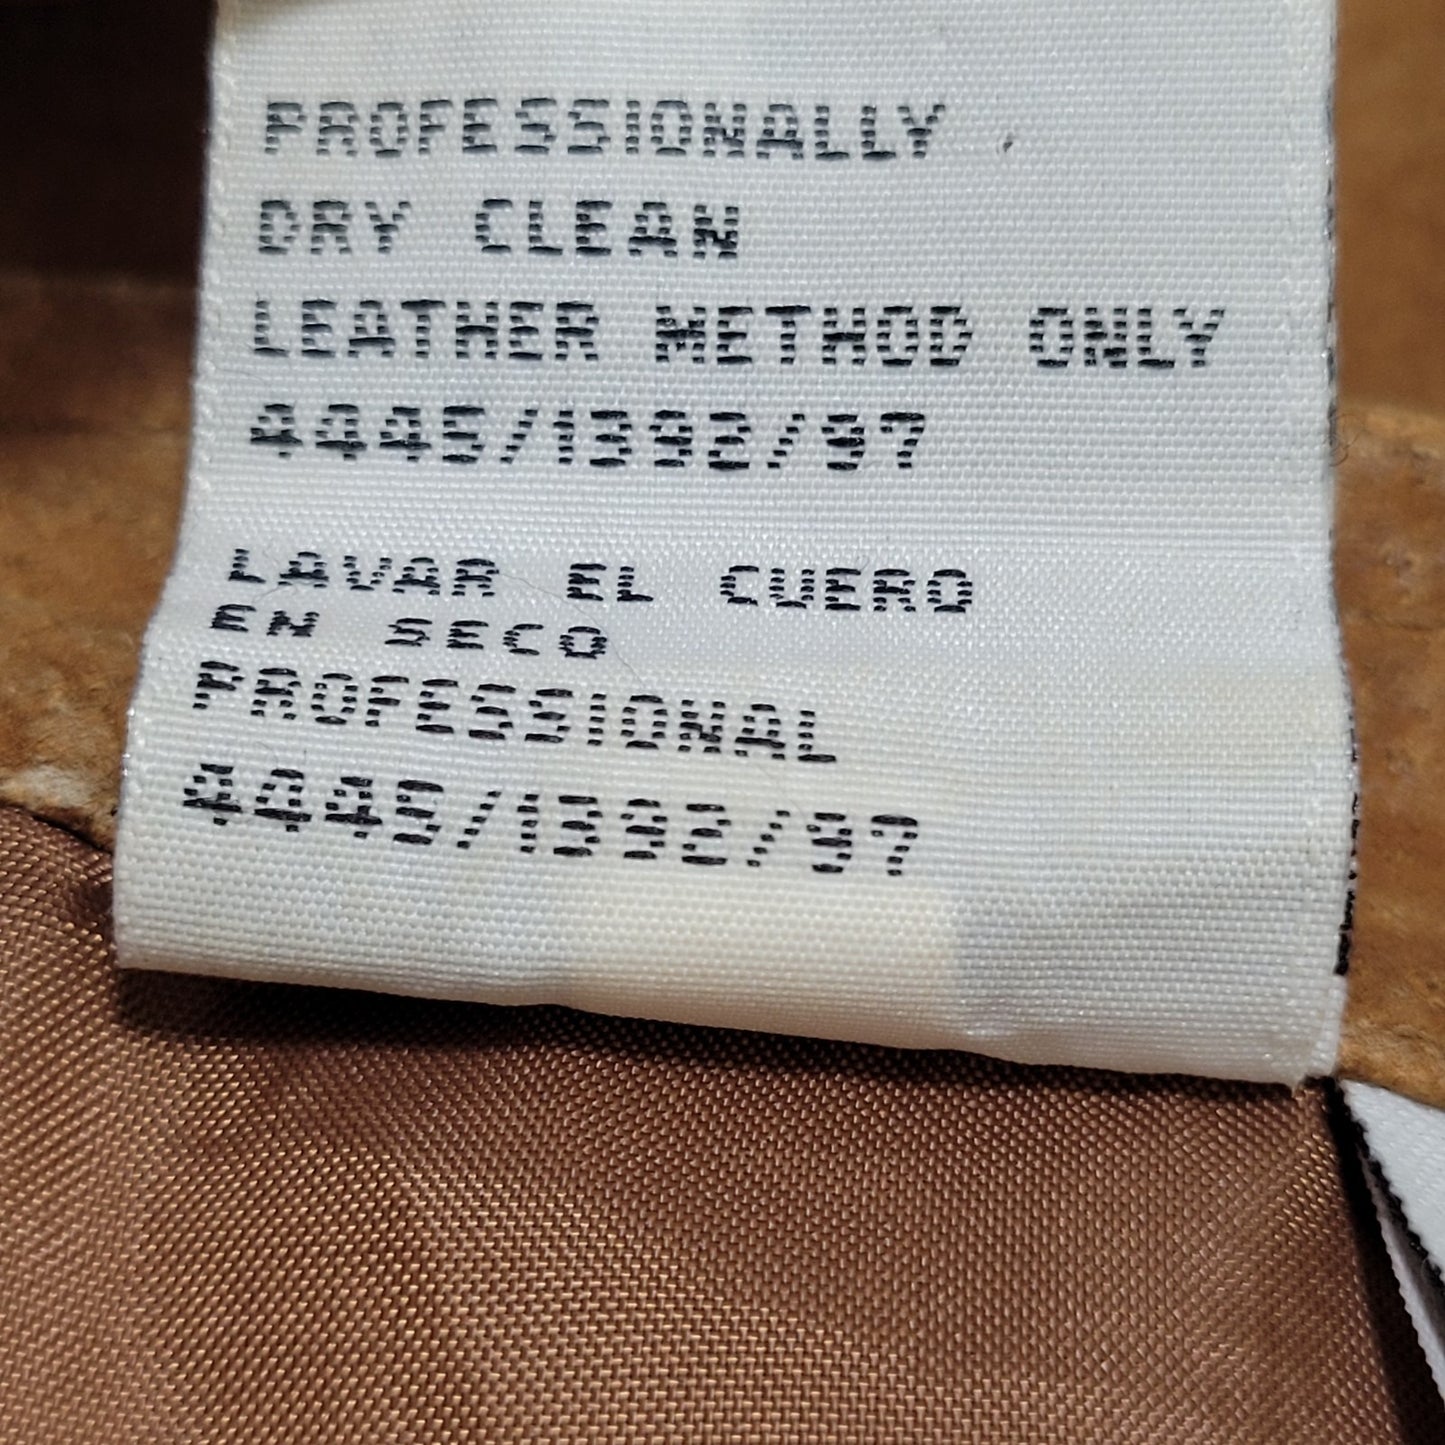 PROFESSIONALLY
DRY CLEAN
LEATHER METHOD ONLY
4445/1392/97
LAVAR EL CUERO
EN SECO
PROFESSIONAL
4445/1392/97